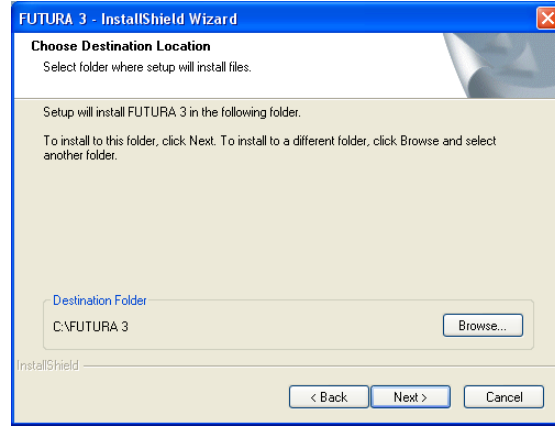 FUTURA 3 - InstallShield Wizard
Choose Destination Location
Select folder where setup will install files.
Setup will install FUTURA 3 in the following folder.
To install to this folder, click Next. To install to a different folder, click Browse and select
another folder.
Destination Folder
C:\FUTURA 3
Browse...
InstallShield
< Back
Next >
Cancel